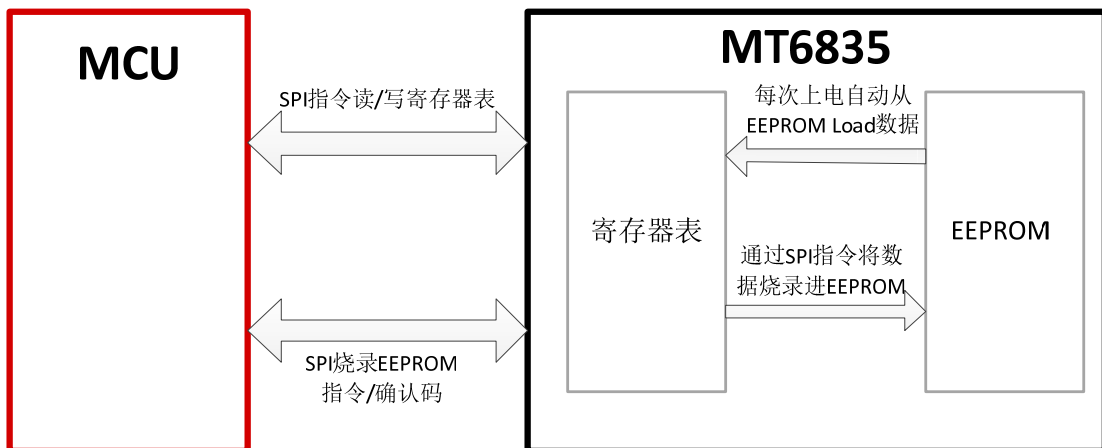 MCU
MT6835
SPI指令读/写寄存器表
每次上电自动从
EEPROM Load数据
寄存器表
EEPROM
通过SPI指令将数
据烧录进EEPROM
SPI烧录EEPROM
指令/确认码